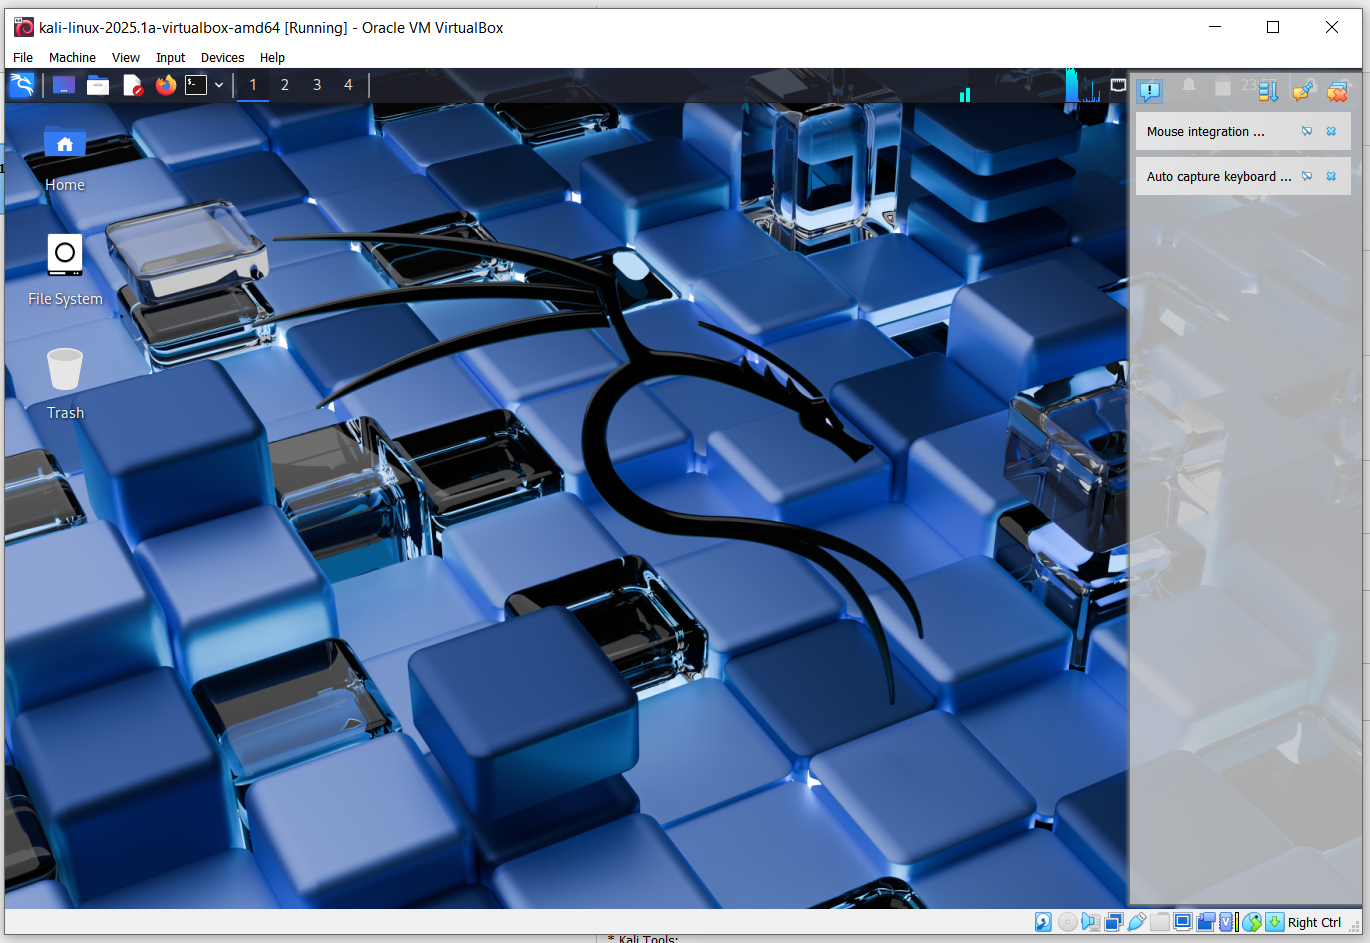 kali-linux-2025.1a-virtualbox-amd64 [Running] - Oracle VM VirtualBox
File Machine View Input Devices Help
1 2 3 4
Mouse integration ...
Auto capture keyboard ...
Home
File System
Trash
Right Ctrl
* Kali Tools: